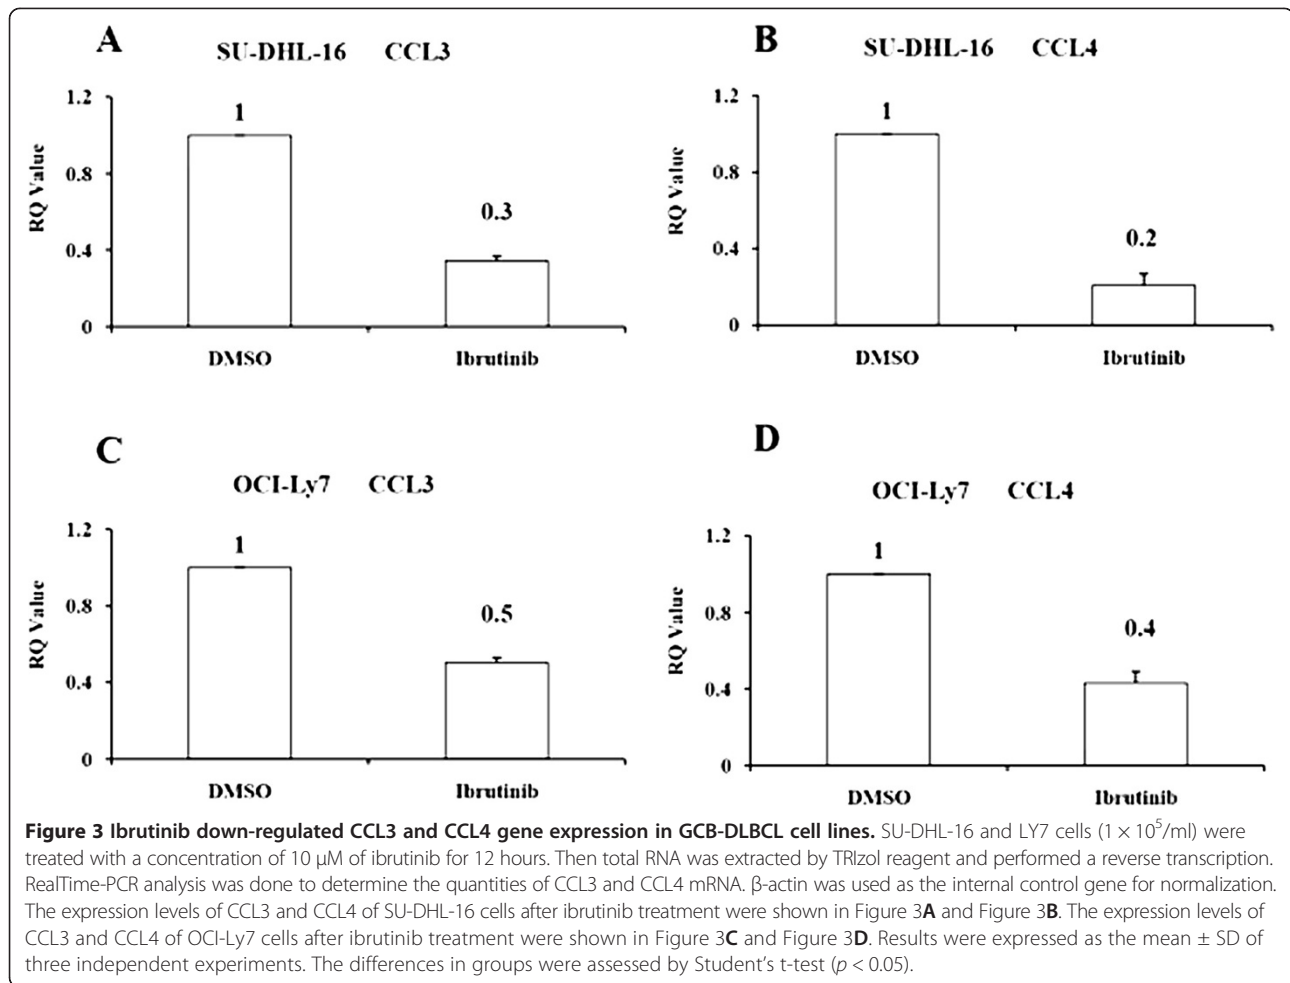 A
SU-DHL-16 CCL3
1.2
0.8
0.4
0
RQ Value
1
0.3
DMSO Ibrutinib
B
SU-DHL-16 CCL4
1.2
0.8
0.4
0
RQ Value
1
0.2
DMSO Ibrutinib
C
OCI-Ly7 CCL3
1.2
0.8
0.4
0
RQ Value
1
0.5
DMSO Ibrutinib
D
OCI-Ly7 CCL4
1.2
0.8
0.4
0
RQ Value
1
0.4
DMSO Ibrutinib
Figure 3 Ibrutinib down-regulated CCL3 and CCL4 gene expression in GCB-DLBCL cell lines. SU-DHL-16 and LY7 cells (1 × 10⁵/ml) were
treated with a concentration of 10 μM of ibrutinib for 12 hours. Then total RNA was extracted by TRIzol reagent and performed a reverse transcription.
RealTime-PCR analysis was done to determine the quantities of CCL3 and CCL4 mRNA. β-actin was used as the internal control gene for normalization.
The expression levels of CCL3 and CCL4 of SU-DHL-16 cells after ibrutinib treatment were shown in Figure 3A and Figure 3B. The expression levels of
CCL3 and CCL4 of OCI-Ly7 cells after ibrutinib treatment were shown in Figure 3C and Figure 3D. Results were expressed as the mean ± SD of
three independent experiments. The differences in groups were assessed by Student's t-test (p < 0.05).